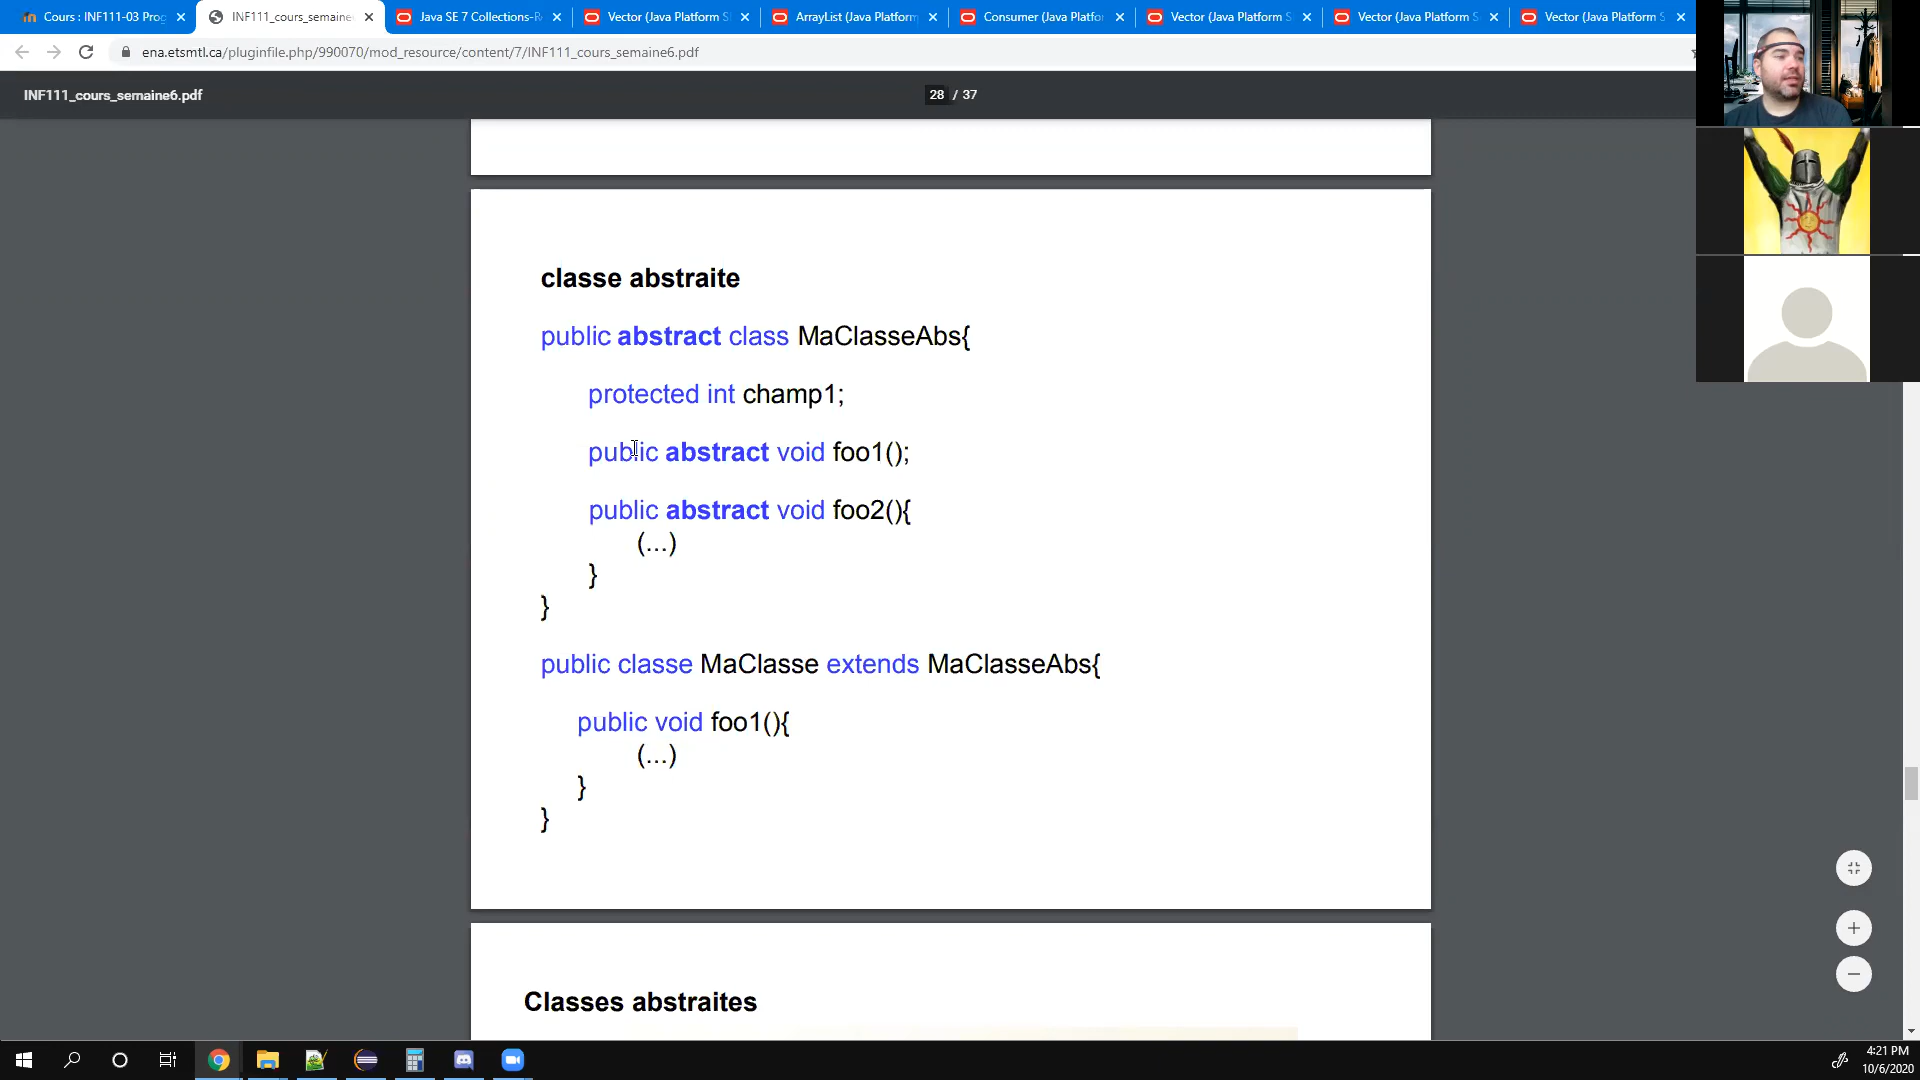 Cours : INF111-03 Prog
INF111_cours_semaine
Java SE 7 Collections-R
Vector (Java Platform S
ArrayList (Java Platform
Consumer (Java Platfo
Vector (Java Platform S
Vector (Java Platform S
Vector (Java Platform S
ena.etsmtl.ca/pluginfile.php/990070/mod_resource/content/7/INF111_cours_semaine6.pdf
INF111_cours_semaine6.pdf
28 / 37
classe abstraite
public abstract class MaClasseAbs{
protected int champ1;
public abstract void foo1();
public abstract void foo2(){
(...)
}
}
public classe MaClasse extends MaClasseAbs{
public void foo1(){
(...)
}
}
Classes abstraites
4:21 PM
10/6/2020